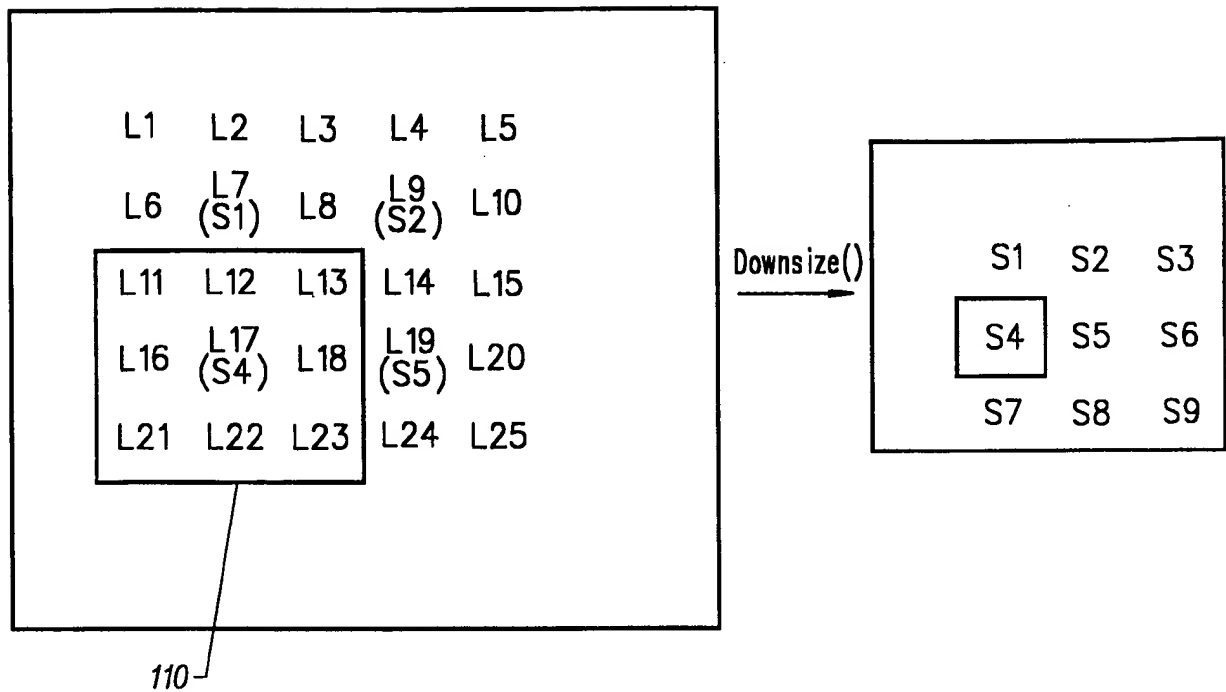 L1 L2 L3 L4 L5
L6 L7 L8 L9 L10
(S1) (S2)
L11 L12 L13 L14 L15
L16 L17 L18 L19 L20
(S4) (S5)
L21 L22 L23 L24 L25
110
Downsize()
S1 S2 S3
S4 S5 S6
S7 S8 S9